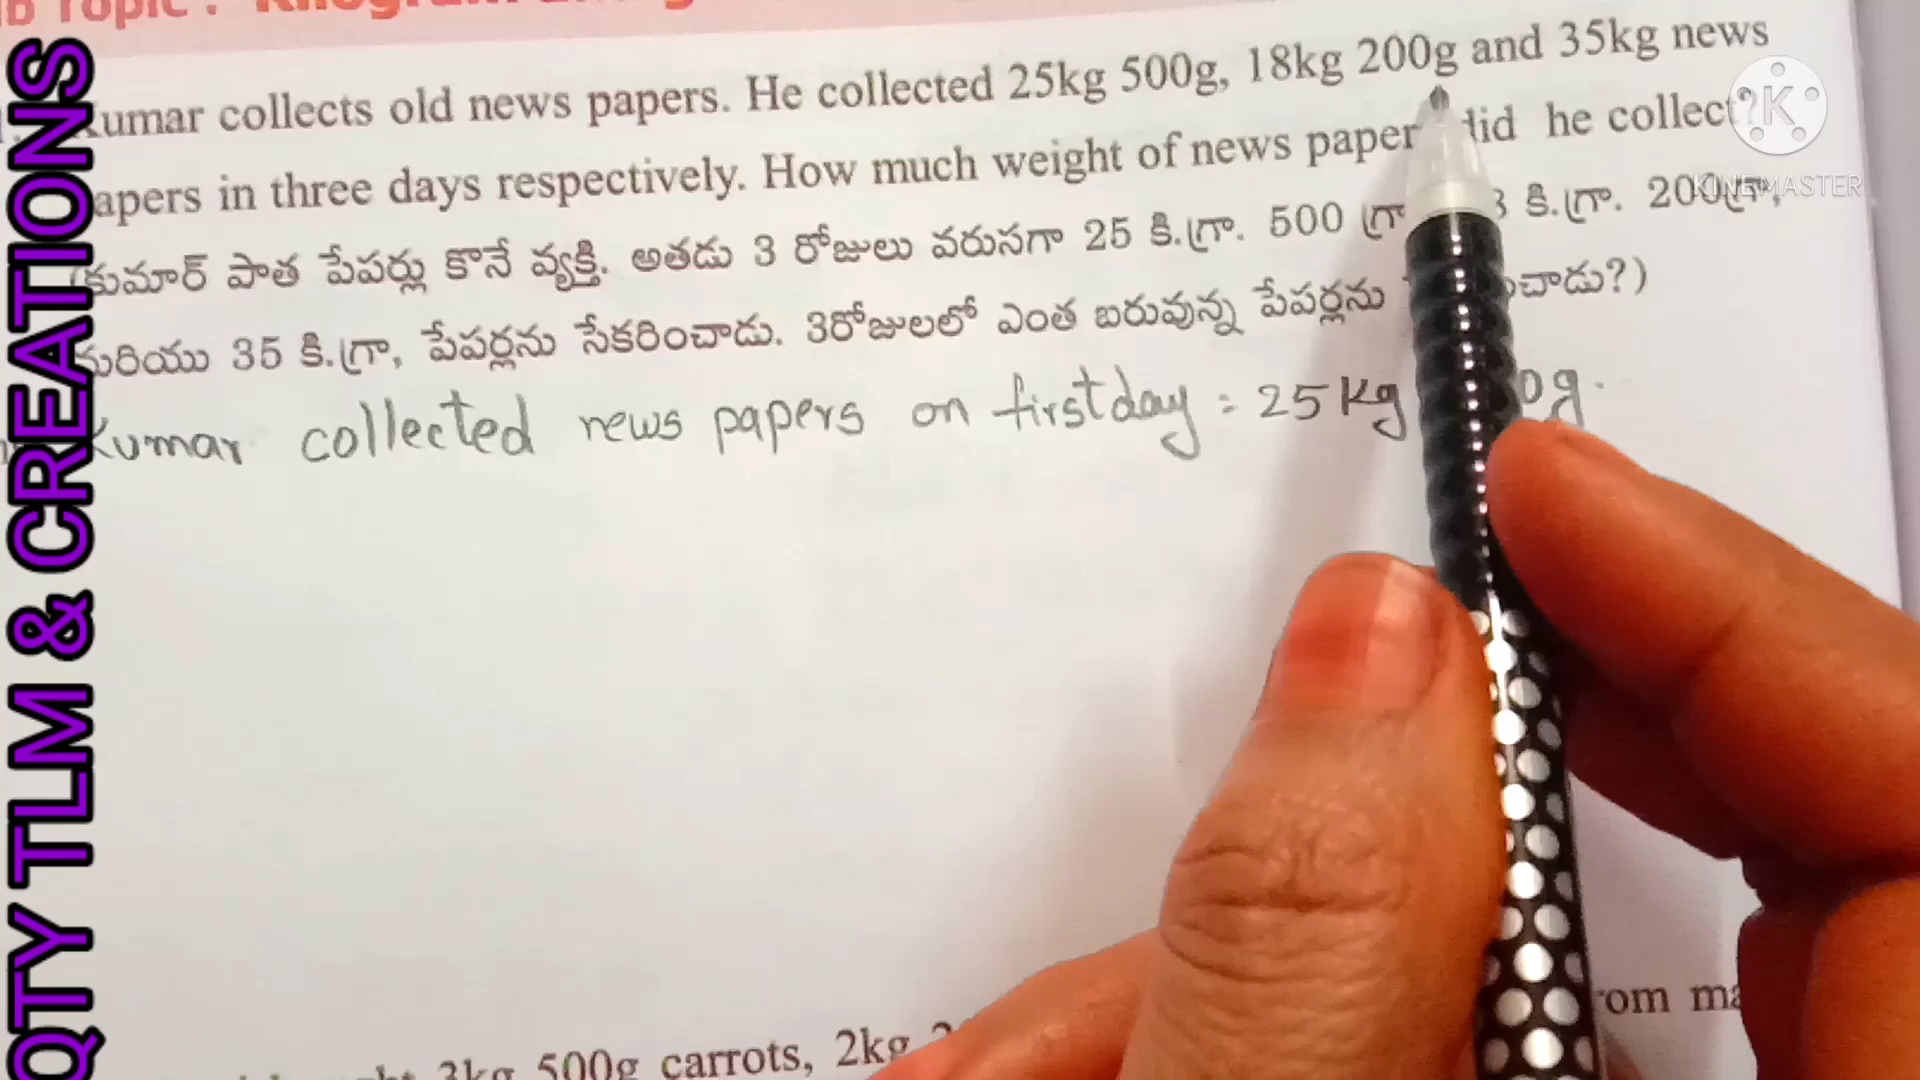 QTY TLM & CREATIONS
Topic :
Kumar collects old news papers. He collected 25kg 500g, 18kg 200g and 35kg news
apers in three days respectively. How much weight of news paper did he collect?
KINEMASTER
(కుమార్ పాత పేపర్లు కొనే వ్యక్తి. అతడు 3 రోజులు వరుసగా 25 కి.గ్రా. 500 గ్రా 8 కి.గ్రా. 200గ్రా,
మరియు 35 కి.గ్రా, పేపర్లను సేకరించాడు. 3రోజులలో ఎంత బరువున్న పేపర్లను చాడు?)
Kumar collected news papers on first day = 25 Kg 0g.
3kg 500g carrots, 2kg